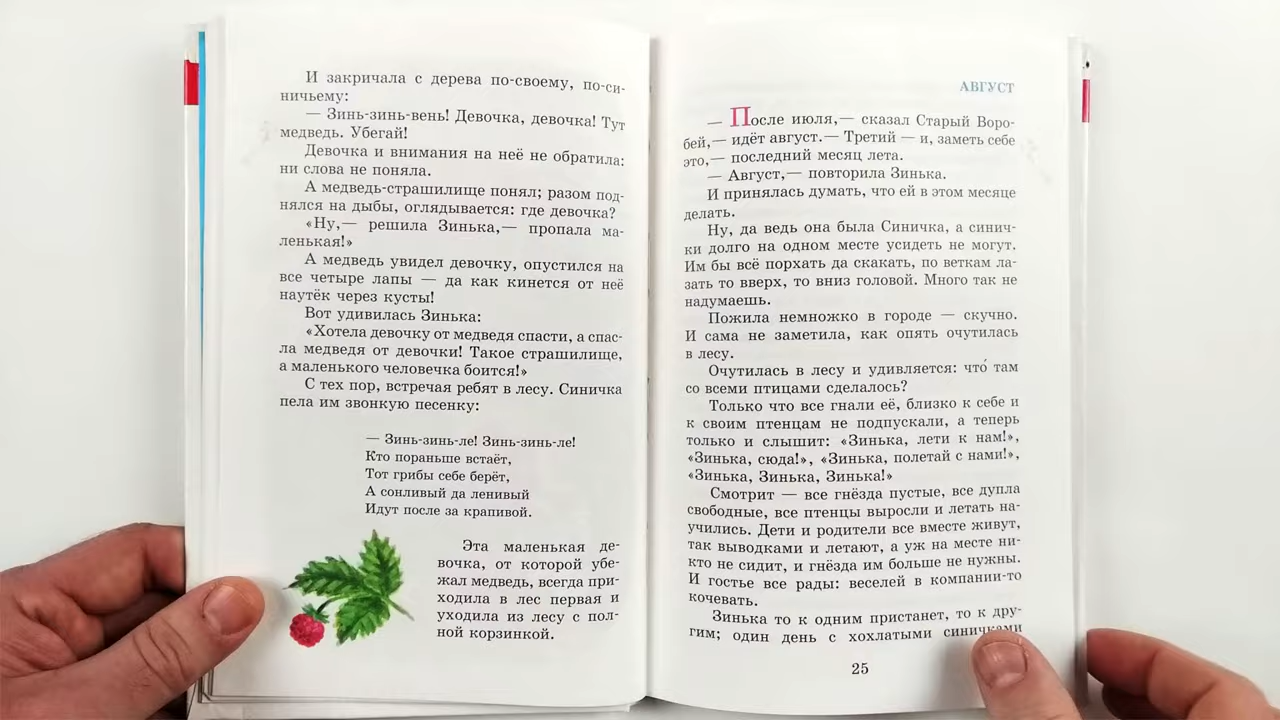 И закричала с дерева по-своему, по-си-
ничьему:
— Зинь-зинь-вень! Девочка, девочка! Тут
медведь. Убегай!
Девочка и внимания на неё не обратила:
ни слова не поняла.
А медведь-страшилище понял; разом под-
нялся на дыбы, оглядывается: где девочка?
«Ну,— решила Зинька,— пропала ма-
ленькая!»
А медведь увидел девочку, опустился на
все четыре лапы — да как кинется от неё
наутёк через кусты!
Вот удивилась Зинька:
«Хотела девочку от медведя спасти, а спас-
ла медведя от девочки! Такое страшилище,
а маленького человечка боится!»
С тех пор, встречая ребят в лесу. Синичка
пела им звонкую песенку:
— Зинь-зинь-ле! Зинь-зинь-ле!
Кто пораньше встаёт,
Тот грибы себе берёт,
А сонливый да ленивый
Идут после за крапивой.
Эта маленькая де-
вочка, от которой убе-
жал медведь, всегда при-
ходила в лес первая и
уходила из лесу с пол-
ной корзинкой.
АВГУСТ
— После июля,— сказал Старый Воро-
бей,— идёт август.— Третий — и, заметь себе
это,— последний месяц лета.
— Август,— повторила Зинька.
И принялась думать, что ей в этом месяце
делать.
Ну, да ведь она была Синичка, а синич-
ки долго на одном месте усидеть не могут.
Им бы всё порхать да скакать, по веткам ла-
зать то вверх, то вниз головой. Много так не
надумаешь.
Пожила немножко в городе — скучно.
И сама не заметила, как опять очутилась
в лесу.
Очутилась в лесу и удивляется: что́ там
со всеми птицами сделалось?
Только что все гнали её, близко к себе и
к своим птенцам не подпускали, а теперь
только и слышит: «Зинька, лети к нам!»,
«Зинька, сюда!», «Зинька, полетай с нами!»,
«Зинька, Зинька, Зинька!»
Смотрит — все гнёзда пустые, все дупла
свободные, все птенцы выросли и летать на-
учились. Дети и родители все вместе живут,
так выводками и летают, а уж на месте ни-
кто не сидит, и гнёзда им больше не нужны.
И гостье все рады: веселей в компании-то
кочевать.
Зинька то к одним пристанет, то к дру-
гим; один день с хохлатыми синичками
25